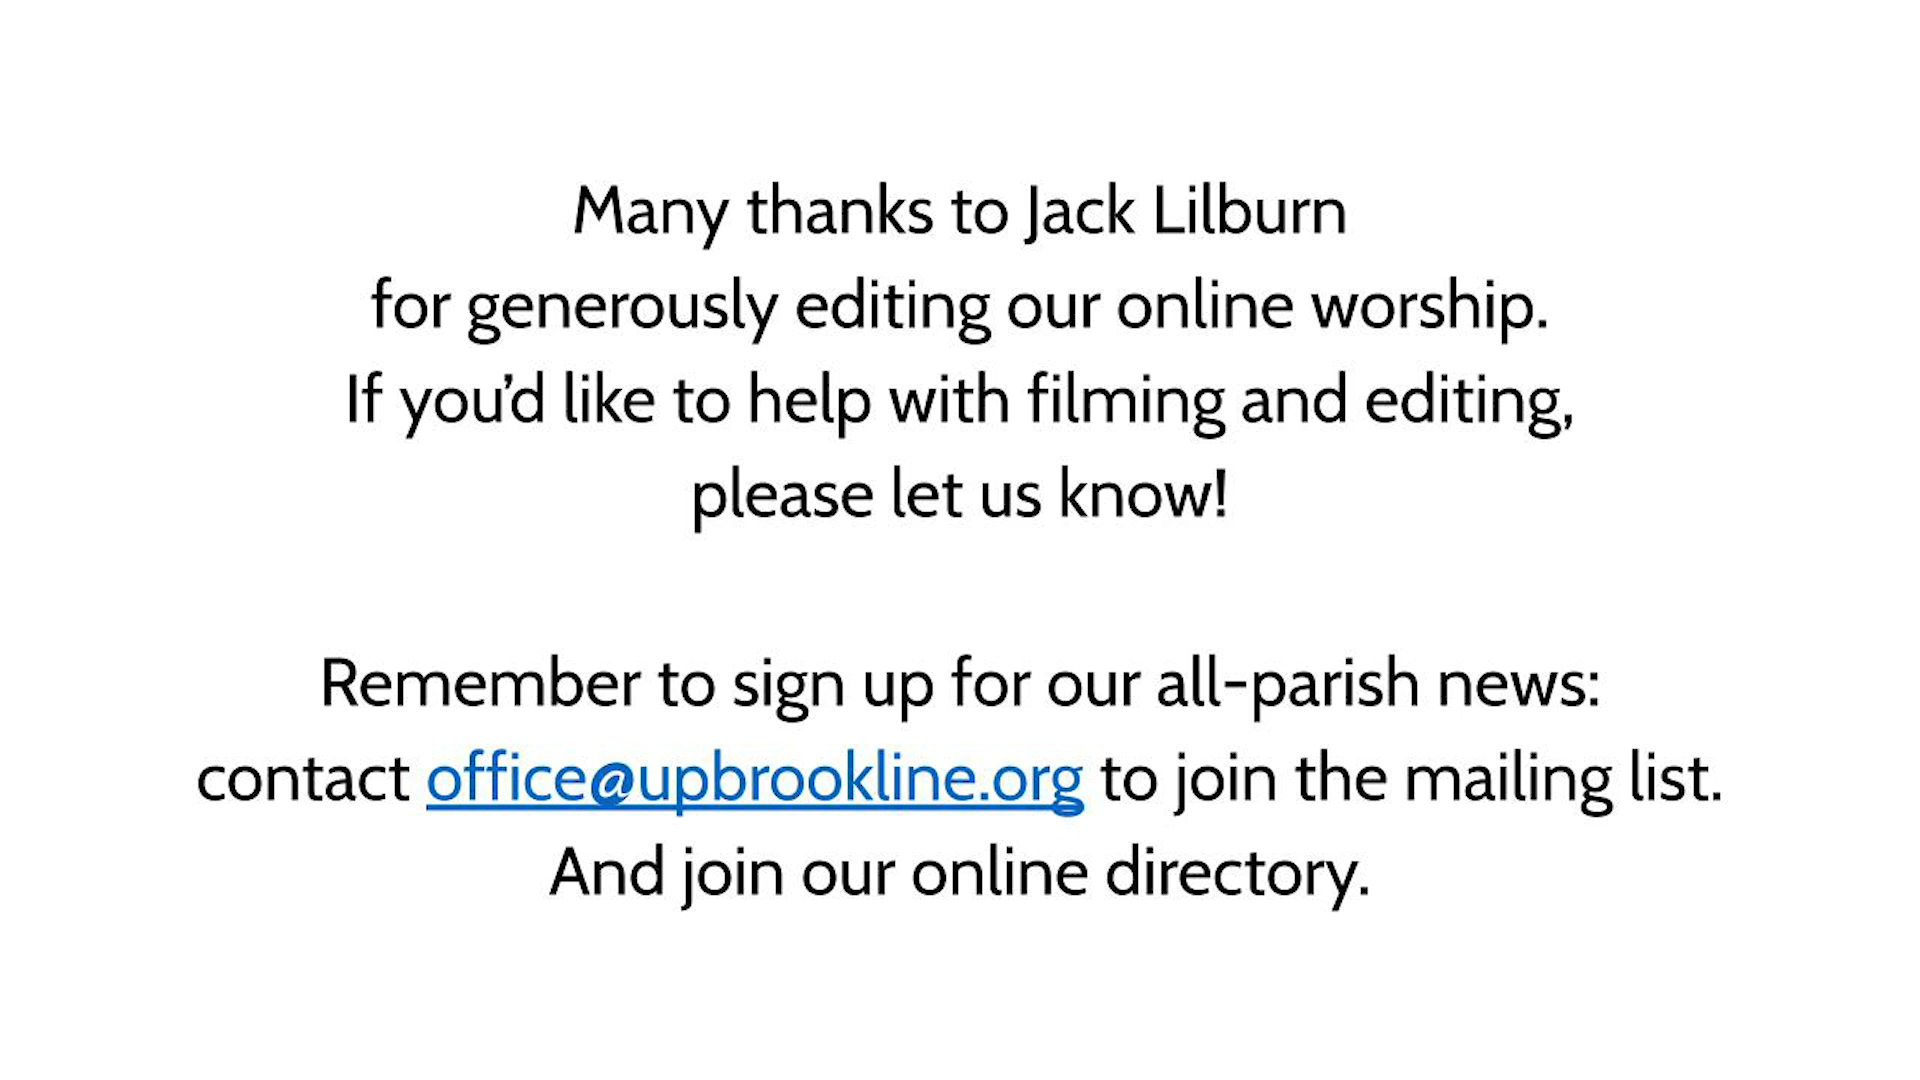 Many thanks to Jack Lilburn
for generously editing our online worship.
If you’d like to help with filming and editing,
please let us know!
Remember to sign up for our all-parish news:
contact office@upbrookline.org to join the mailing list.
And join our online directory.